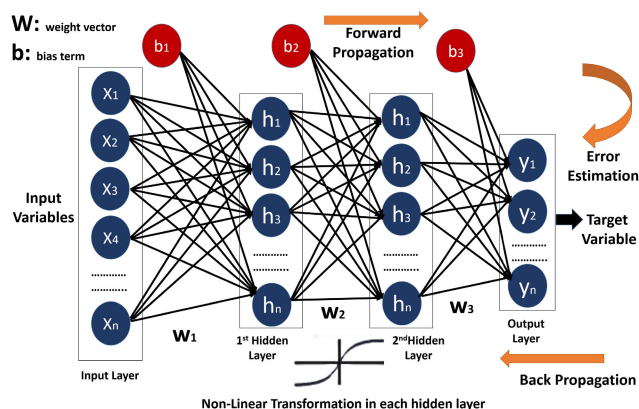 W: weight vector
b: bias term
b1
b2
Forward
Propagation
b3
X1
X2
X3
X4
............
............
Xn
Input
Variables
h1
h2
h3
............
............
hn
h1
h2
h3
............
............
hn
y1
y2
............
............
yn
Error
Estimation
Target
Variable
W1
W2
W3
Input Layer
1st Hidden
Layer
2nd Hidden
Layer
Output
Layer
Back Propagation
Non-Linear Transformation in each hidden layer